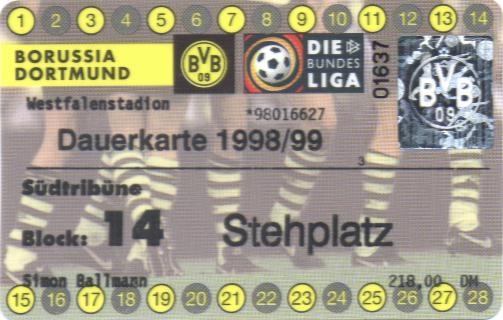 1 2 3 4 5 6 7 8 9 10 11 12 13 14
BORUSSIA
DORTMUND
BVB
09
DIE
BUNDES
LIGA
01637
BVB
09
Westfalenstadion
*98016627
Dauerkarte 1998/99
3
Südtribüne
Block: 14 Stehplatz
Simon Ballmann
218,00 DM
15 16 17 18 19 20 21 22 23 24 25 26 27 28